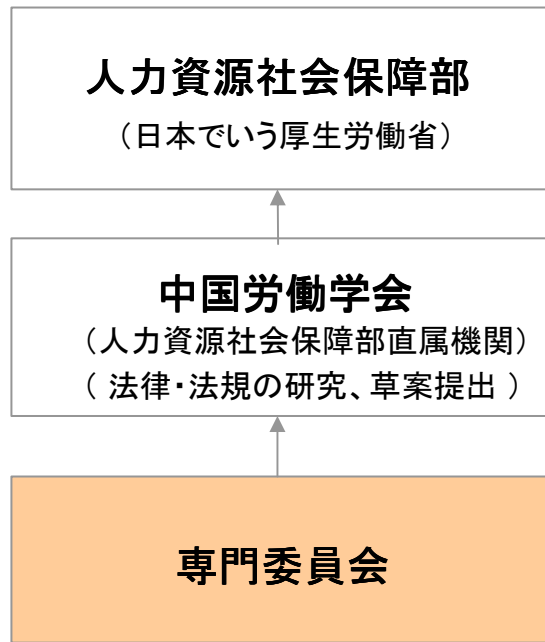 人力資源社会保障部
（日本でいう厚生労働省）
中国労働学会
（人力資源社会保障部直属機関）
（ 法律・法規の研究、草案提出 ）
専門委員会